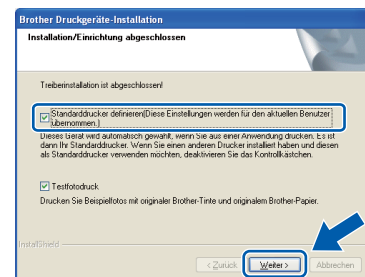 Brother Druckgeräte-Installation
Installation/Einrichtung abgeschlossen
Treiberinstallation ist abgeschlossen!
Standarddrucker definieren(Diese Einstellungen werden für den aktuellen Benutzer
übernommen.)
Dieses Gerät wird automatisch gewählt, wenn Sie aus einer Anwendung drucken. Es ist
dann Ihr Standarddrucker. Wenn Sie einen anderen Drucker installiert haben und diesen
als Standarddrucker verwenden möchten, deaktivieren Sie das Kontrollkästchen.
Testfotodruck
Drucken Sie Beispielfotos mit originaler Brother-Tinte und originalem Brother-Papier.
InstallShield
< Zurück Weiter > Abbrechen